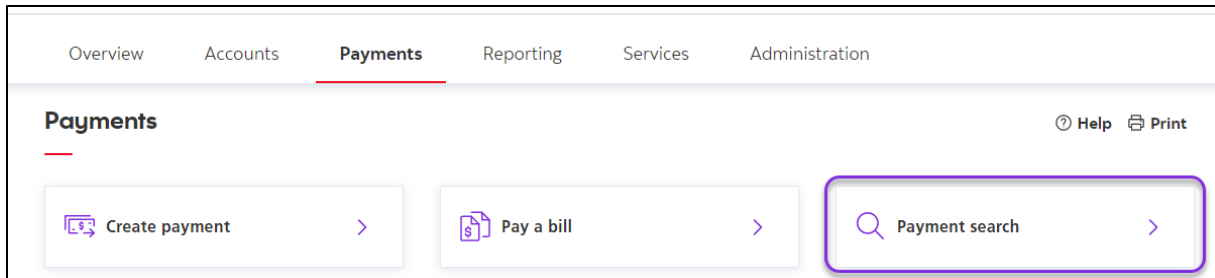 Overview Accounts Payments Reporting Services Administration
Payments Help Print
Create payment Pay a bill Payment search